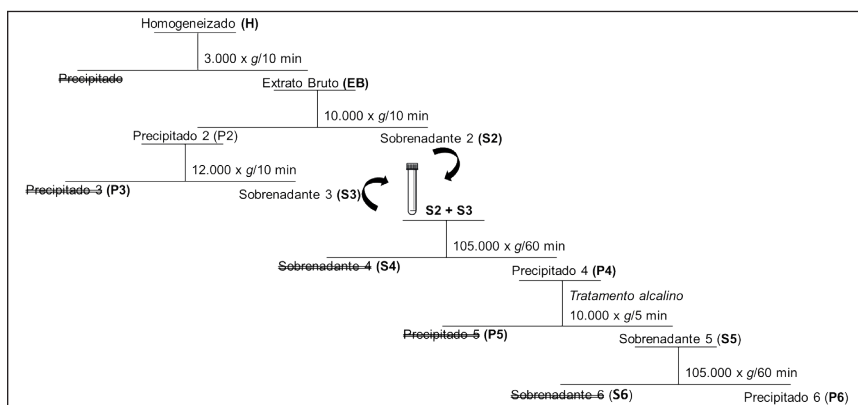 Homogeneizado (H)
3.000 x g/10 min
Precipitado
Extrato Bruto (EB)
10.000 x g/10 min
Precipitado 2 (P2)
Sobrenadante 2 (S2)
12.000 x g/10 min
Precipitado 3 (P3)
Sobrenadante 3 (S3)
S2 + S3
105.000 x g/60 min
Sobrenadante 4 (S4)
Precipitado 4 (P4)
Tratamento alcalino
10.000 x g/5 min
Precipitado 5 (P5)
Sobrenadante 5 (S5)
105.000 x g/60 min
Sobrenadante 6 (S6)
Precipitado 6 (P6)